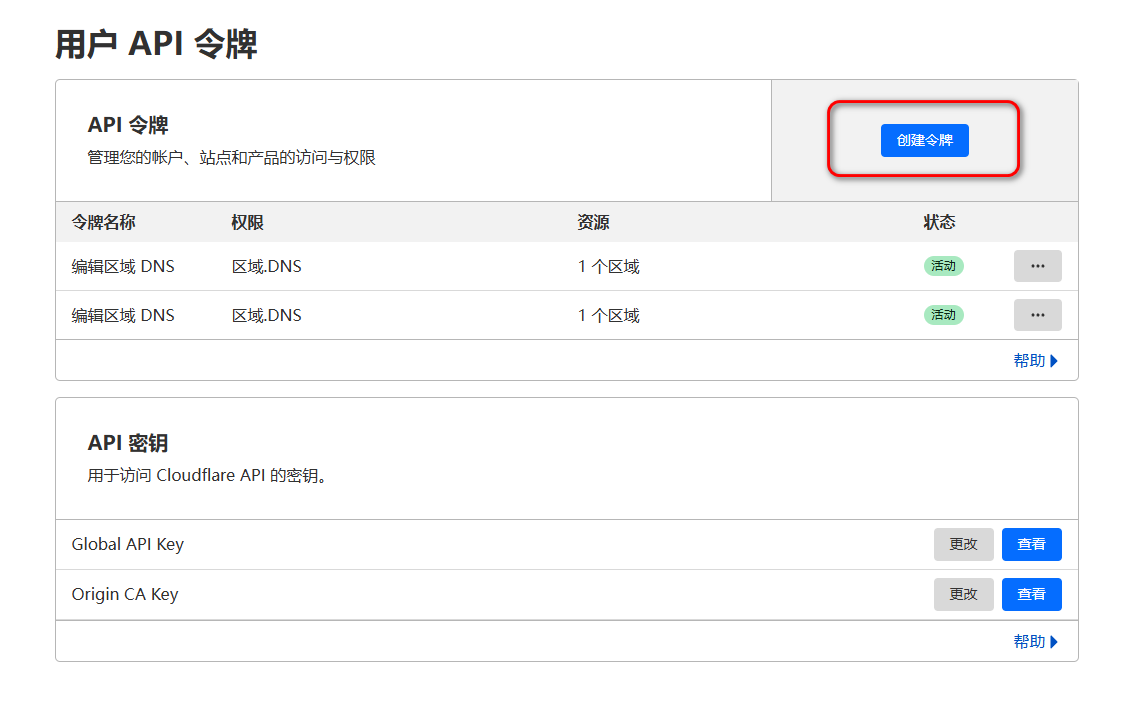 用户 API 令牌
API 令牌
管理您的帐户、站点和产品的访问与权限
创建令牌
令牌名称 权限 资源 状态
编辑区域 DNS 区域.DNS 1 个区域 活动 ...
编辑区域 DNS 区域.DNS 1 个区域 活动 ...
帮助
API 密钥
用于访问 Cloudflare API 的密钥。
Global API Key 更改 查看
Origin CA Key 更改 查看
帮助